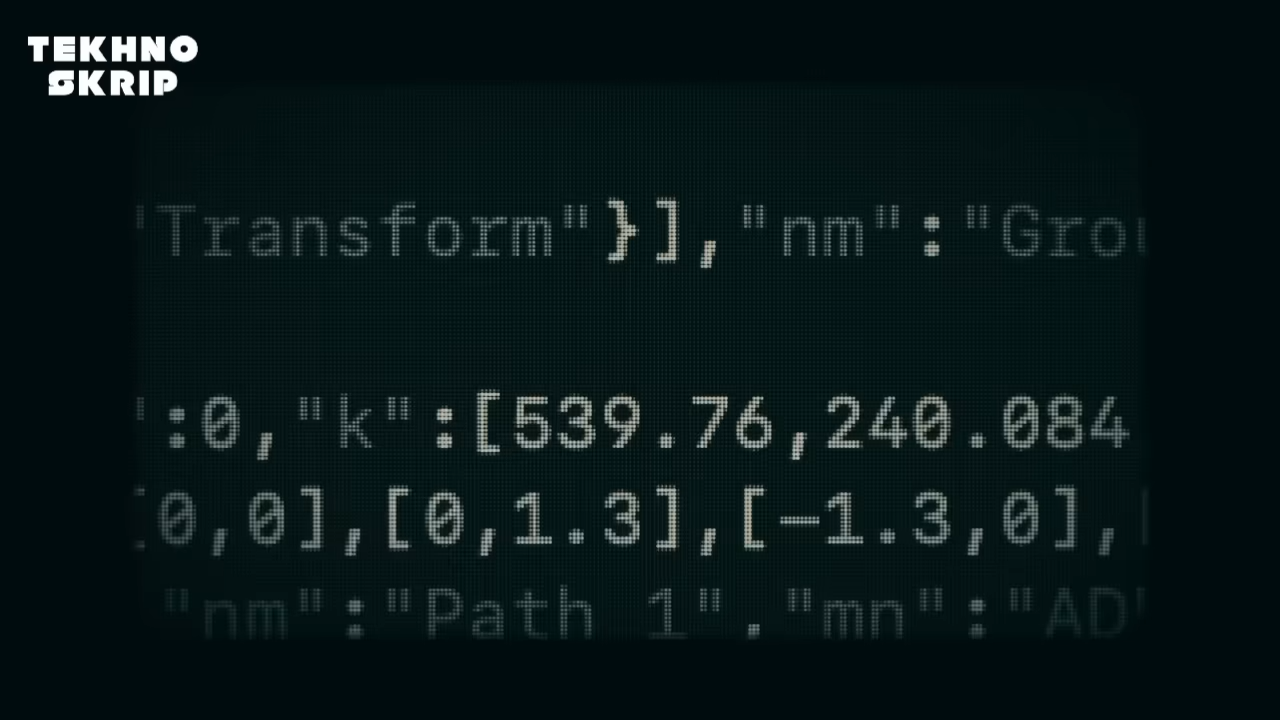 TEKHNO
SKRIP
"Transform"}],"nm":"Gro
":0,"k":[539.76,240.084
[0,0],[0,1.3],[-1.3,0],
"nm":"Path 1","mn":"AD